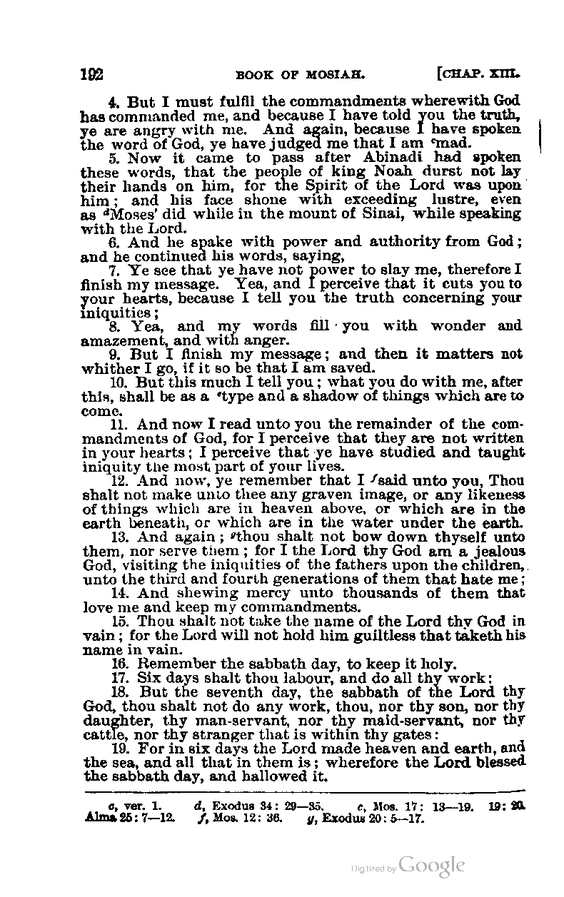 192 BOOK OF MOSIAH. [CHAP. XIII.
4. But I must fulfil the commandments wherewith God
has commanded me, and because I have told you the truth,
ye are angry with me. And again, because I have spoken
the word of God, ye have judged me that I am cmad.
5. Now it came to pass after Abinadi had spoken
these words, that the people of king Noah durst not lay
their hands on him, for the Spirit of the Lord was upon
him; and his face shone with exceeding lustre, even
as dMoses' did while in the mount of Sinai, while speaking
with the Lord.
6. And he spake with power and authority from God;
and he continued his words, saying,
7. Ye see that ye have not power to slay me, therefore I
finish my message. Yea, and I perceive that it cuts you to
your hearts, because I tell you the truth concerning your
iniquities;
8. Yea, and my words fill you with wonder and
amazement, and with anger.
9. But I finish my message; and then it matters not
whither I go, if it so be that I am saved.
10. But this much I tell you; what you do with me, after
this, shall be as a etype and a shadow of things which are to
come.
11. And now I read unto you the remainder of the com-
mandments of God, for I perceive that they are not written
in your hearts; I perceive that ye have studied and taught
iniquity the most part of your lives.
12. And now, ye remember that I fsaid unto you, Thou
shalt not make unto thee any graven image, or any likeness
of things which are in heaven above, or which are in the
earth beneath, or which are in the water under the earth.
13. And again; gthou shalt not bow down thyself unto
them, nor serve them; for I the Lord thy God am a jealous
God, visiting the iniquities of the fathers upon the children,
unto the third and fourth generations of them that hate me;
14. And shewing mercy unto thousands of them that
love me and keep my commandments.
15. Thou shalt not take the name of the Lord thy God in
vain; for the Lord will not hold him guiltless that taketh his
name in vain.
16. Remember the sabbath day, to keep it holy.
17. Six days shalt thou labour, and do all thy work:
18. But the seventh day, the sabbath of the Lord thy
God, thou shalt not do any work, thou, nor thy son, nor thy
daughter, thy man-servant, nor thy maid-servant, nor thy
cattle, nor thy stranger that is within thy gates:
19. For in six days the Lord made heaven and earth, and
the sea, and all that in them is; wherefore the Lord blessed
the sabbath day, and hallowed it.
c, ver. 1. d, Exodus 34: 29—35. e, Mos. 17: 13—19. 19: 20.
Alma 25: 7—12. f, Mos. 12: 36. g, Exodus 20: 5—17.
Digitized by Google